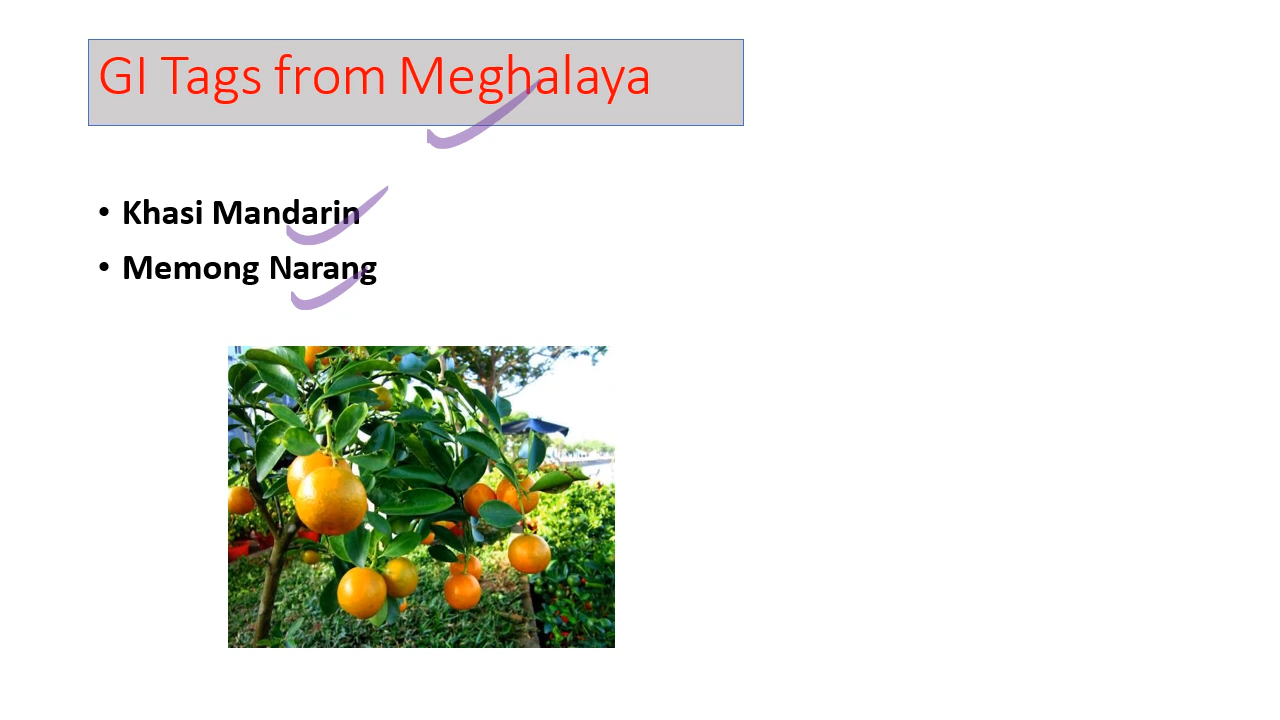 GI Tags from Meghalaya
• Khasi Mandarin
• Memong Narang